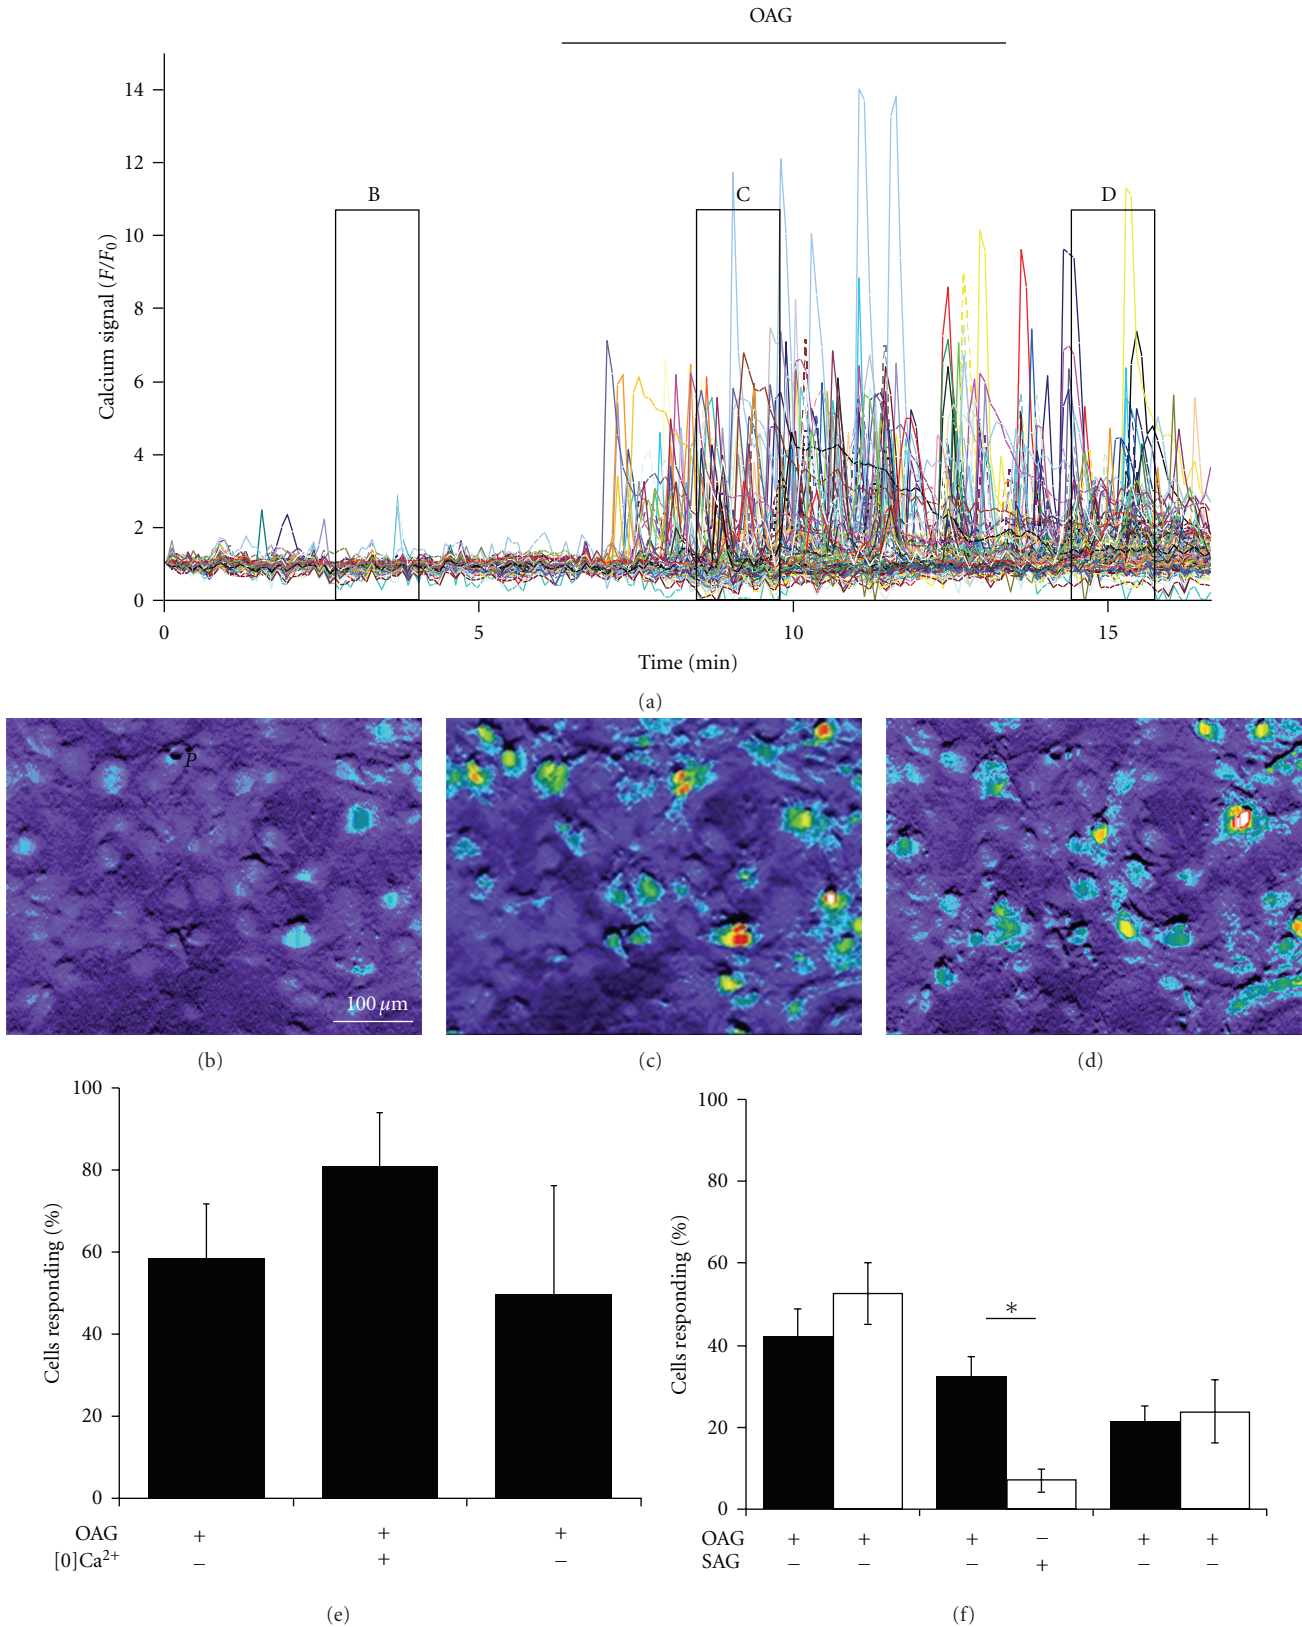 OAG
14
12
10
8
6
4
2
0
Calcium signal (F/F0)
B
C
D
0 5 10 15
Time (min)
(a)
P
100 µm
(b) (c) (d)
100
80
60
40
20
0
Cells responding (%)
OAG + + +
[0]Ca²⁺ − + −
(e)
100
80
60
40
20
0
Cells responding (%)
*
OAG + + + − + +
SAG − − − + − −
(f)